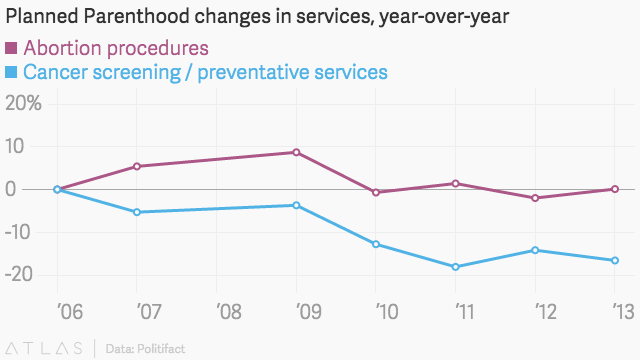 Planned Parenthood changes in services, year-over-year
Abortion procedures
Cancer screening / preventative services
20%
10
0
-10
-20
'06 '07 '08 '09 '10 '11 '12 '13
ATLAS Data: Politifact